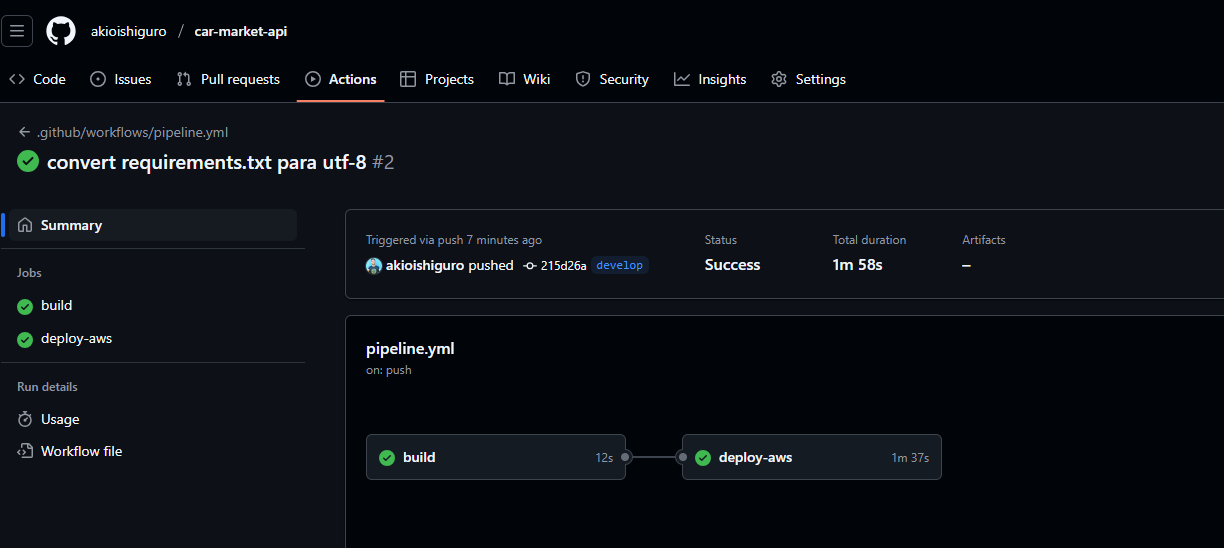 akioishiguro / car-market-api
Code Issues Pull requests Actions Projects Wiki Security Insights Settings
.github/workflows/pipeline.yml
convert requirements.txt para utf-8 #2
Summary
Jobs
build
deploy-aws
Run details
Usage
Workflow file
Triggered via push 7 minutes ago
akioishiguro pushed 215d26a develop
Status
Success
Total duration
1m 58s
Artifacts
–
pipeline.yml
on: push
build 12s
deploy-aws 1m 37s